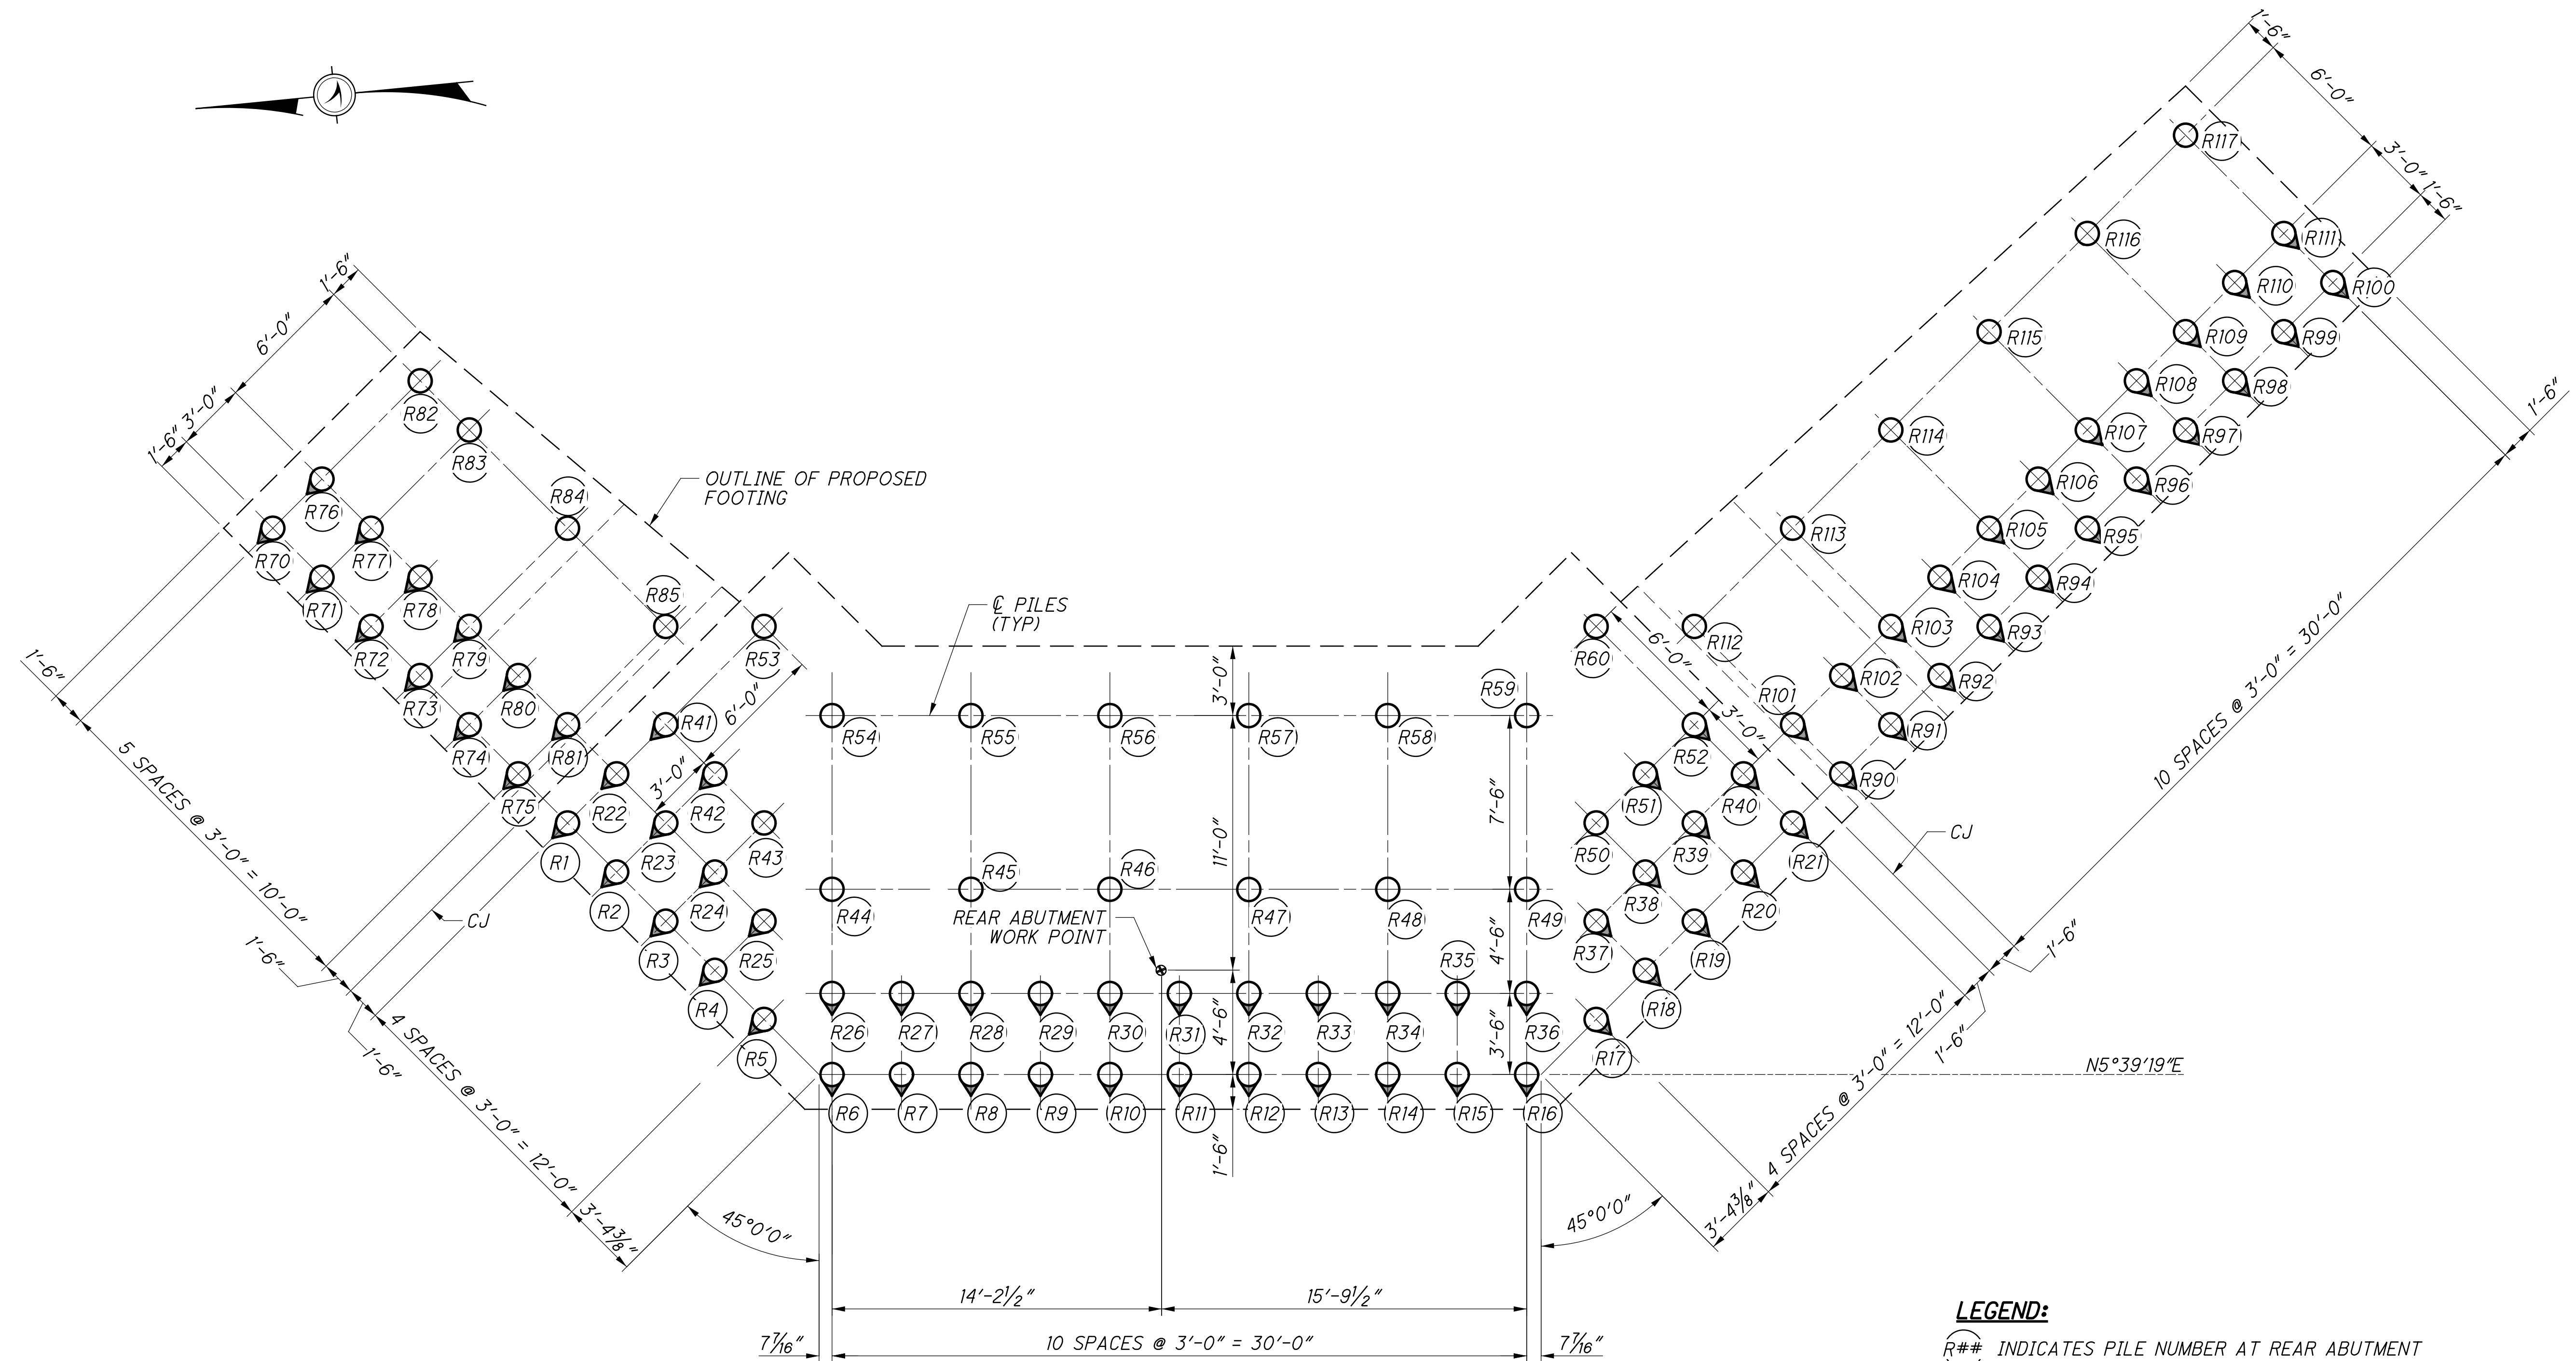 1'-6"
6'-0"
3'-0"
1'-6"
R117
R116
R111
R110
R100
R115
R109
R99
R108
R98
R114
R107
R97
R106
R96
R113
R105
R95
R104
R94
R112
R103
R93
R102
R92
R101
R91
R90
1'-6"
10 SPACES @ 3'-0" = 30'-0"
1'-6"
CJ
1'-6"
6'-0"
3'-0"
1'-6"
R82
R83
R84
R76
R85
R70
R77
R71
R78
R72
R79
R73
R80
R74
R81
R75
OUTLINE OF PROPOSED
FOOTING
℄ PILES
(TYP)
1'-6"
5 SPACES @ 3'-0" = 10'-0"
1'-6"
CJ
1'-6"
4 SPACES @ 3'-0" = 12'-0"
3'-4⅜"
45°0'0"
R53
6'-0"
R41
3'-0"
R22
R42
R1
R23
R43
R2
R24
R3
R25
R4
R5
3'-0"
R54
R55
R56
R57
R58
R59
11'-0"
7'-6"
R44
R45
R46
R47
R48
R49
REAR ABUTMENT
WORK POINT
4'-6"
4'-6"
R35
R26
R27
R28
R29
R30
R31
R32
R33
R34
R36
3'-6"
R6
R7
R8
R9
R10
R11
R12
R13
R14
R15
R16
1'-6"
R60
6'-0"
3'-0"
R52
R51
R40
R50
R39
R21
R38
R20
R37
R19
R18
R17
N5°39'19"E
1'-6"
4 SPACES @ 3'-0" = 12'-0"
3'-4⅜"
45°0'0"
14'-2½"
15'-9½"
7⁷⁄₁₆"
10 SPACES @ 3'-0" = 30'-0"
7⁷⁄₁₆"
LEGEND:
R## INDICATES PILE NUMBER AT REAR ABUTMENT